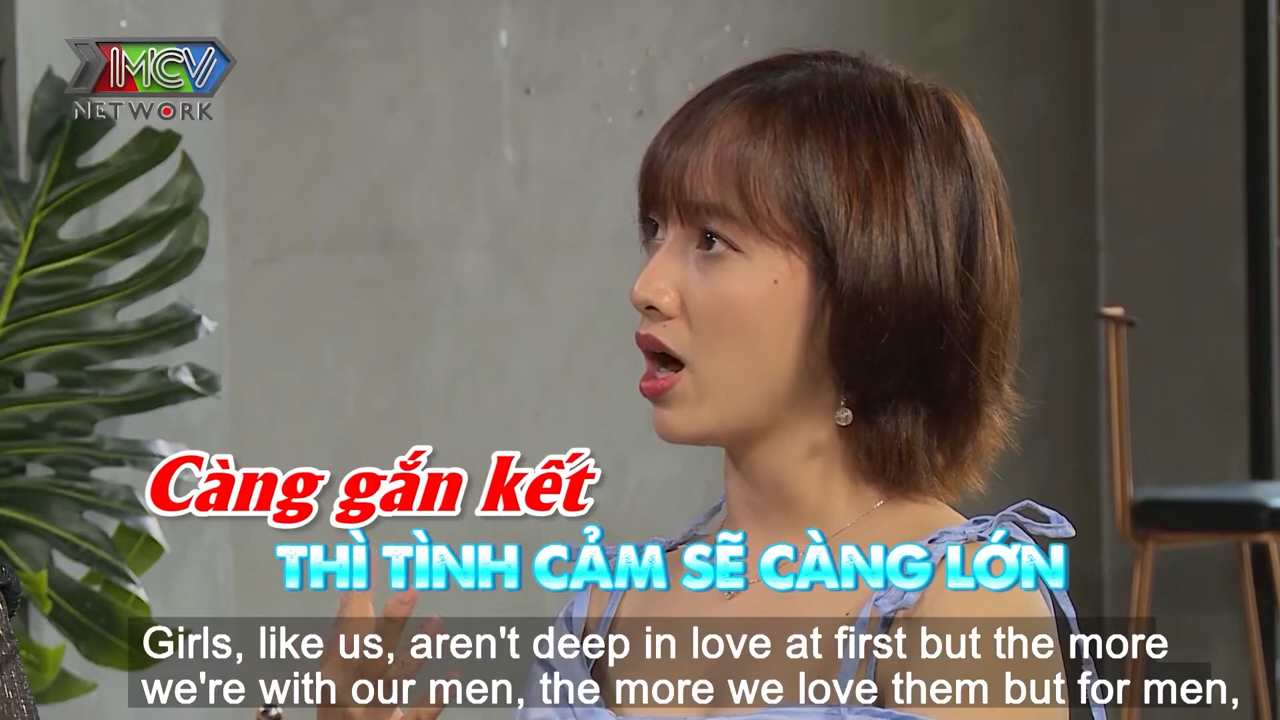 MCV
NETWORK
Càng gắn kết
THÌ TÌNH CẢM SẼ CÀNG LỚN
Girls, like us, aren't deep in love at first but the more
we're with our men, the more we love them but for men,